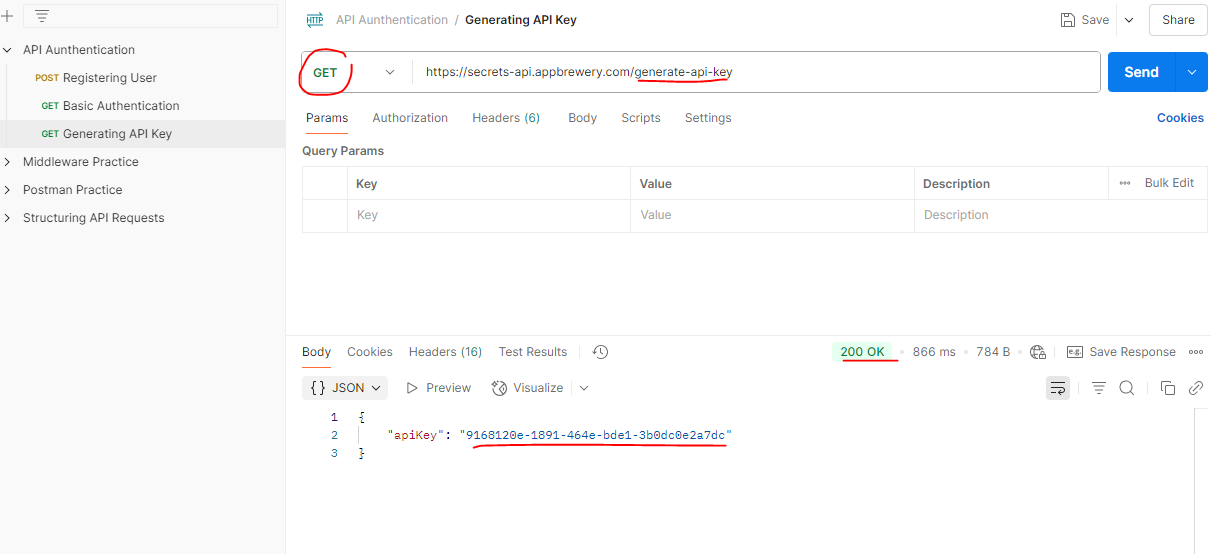 HTTP API Aunthentication / Generating API Key Save Share
API Aunthentication
POST Registering User
GET Basic Authentication
GET Generating API Key
Middleware Practice
Postman Practice
Structuring API Requests
GET https://secrets-api.appbrewery.com/generate-api-key Send
Params Authorization Headers (6) Body Scripts Settings Cookies
Query Params
Key Value Description ••• Bulk Edit
Key Value Description
Body Cookies Headers (16) Test Results 200 OK • 866 ms • 784 B • e.g. Save Response •••
{} JSON Preview Visualize
1 {
2 "apiKey": "9168120e-1891-464e-bde1-3b0dc0e2a7dc"
3 }